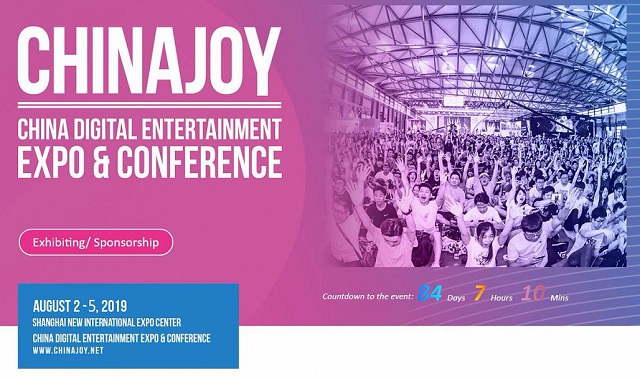 CHINAJOY
CHINA DIGITAL ENTERTAINMENT
EXPO & CONFERENCE
Exhibiting/ Sponsorship
Countdown to the event: 84 Days 7 Hours 10 Mins
AUGUST 2 - 5, 2019
SHANGHAI NEW INTERNATIONAL EXPO CENTER
CHINA DIGITAL ENTERTAINMENT EXPO & CONFERENCE
WWW.CHINAJOY.NET